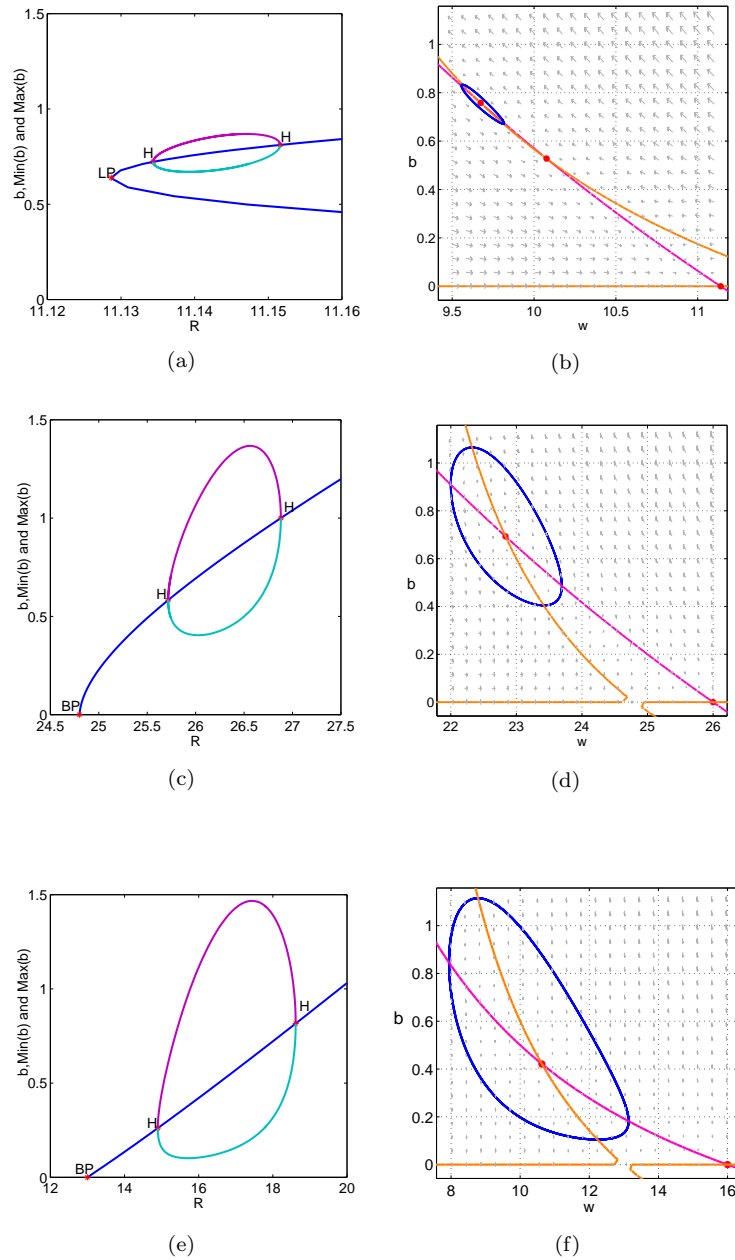 1.5
b,Min(b) and Max(b)
1
H
H
LP
0.5
0
11.12 11.13 11.14 11.15 11.16
R
(a)
1
0.8
0.6
b
0.4
0.2
0
9.5 10 10.5 11
w
(b)
1.5
b,Min(b) and Max(b)
1
H
H
0.5
BP
0
24.5 25 25.5 26 26.5 27 27.5
R
(c)
1
0.8
0.6
b
0.4
0.2
0
22 23 24 25 26
w
(d)
1.5
b,Min(b) and Max(b)
1
H
0.5
H
BP
0
12 14 16 18 20
R
(e)
1
0.8
0.6
b
0.4
0.2
0
8 10 12 14 16
w
(f)